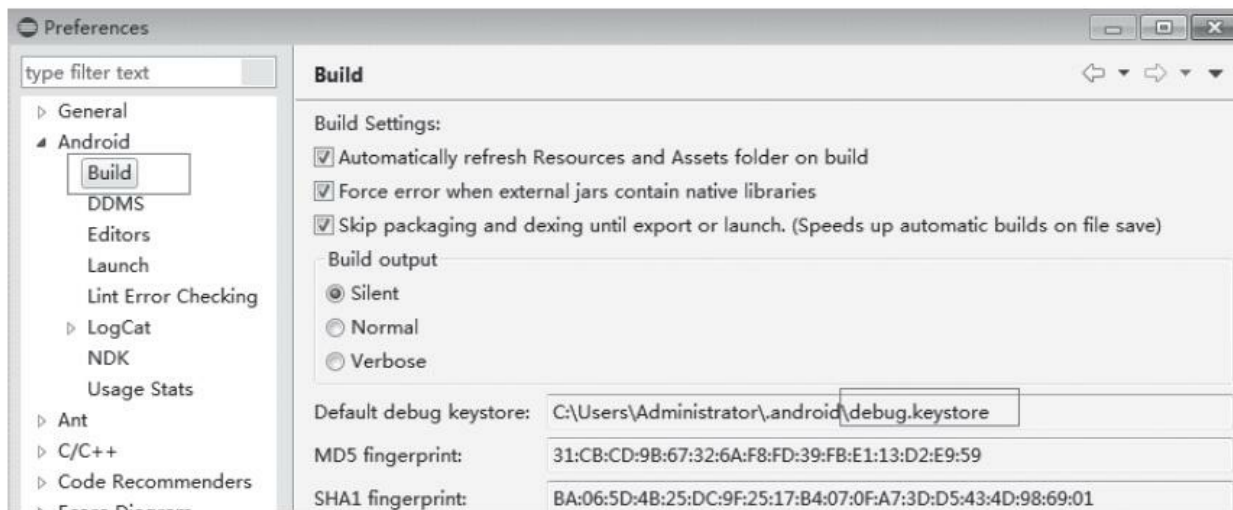 Preferences
type filter text
General
Android
Build
DDMS
Editors
Launch
Lint Error Checking
LogCat
NDK
Usage Stats
Ant
C/C++
Code Recommenders
Build
Build Settings:
Automatically refresh Resources and Assets folder on build
Force error when external jars contain native libraries
Skip packaging and dexing until export or launch. (Speeds up automatic builds on file save)
Build output
Silent
Normal
Verbose
Default debug keystore: C:\Users\Administrator\.android\debug.keystore
MD5 fingerprint: 31:CB:CD:9B:67:32:6A:F8:FD:39:FB:E1:13:D2:E9:59
SHA1 fingerprint: BA:06:5D:4B:25:DC:9F:25:17:B4:07:0F:A7:3D:D5:43:4D:98:69:01